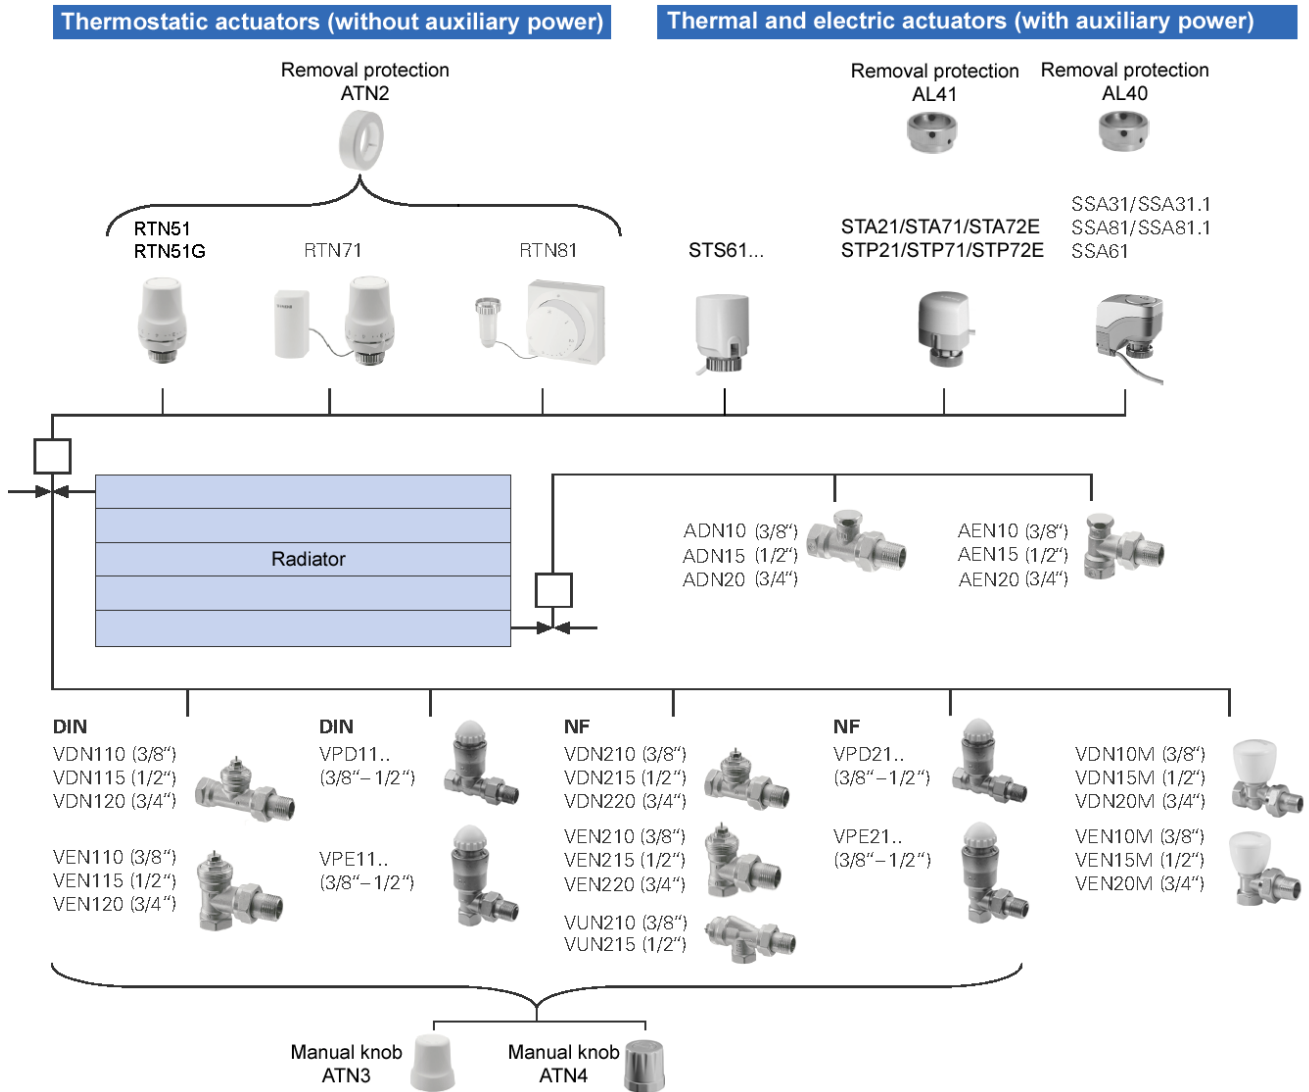 Thermostatic actuators (without auxiliary power)
Thermal and electric actuators (with auxiliary power)
Removal protection
ATN2
Removal protection
AL41
Removal protection
AL40
RTN51
RTN51G
RTN71
RTN81
STS61...
STA21/STA71/STA72E
STP21/STP71/STP72E
SSA31/SSA31.1
SSA81/SSA81.1
SSA61
Radiator
ADN10 (3/8“)
ADN15 (1/2“)
ADN20 (3/4“)
AEN10 (3/8“)
AEN15 (1/2“)
AEN20 (3/4“)
DIN
VDN110 (3/8“)
VDN115 (1/2“)
VDN120 (3/4“)
VEN110 (3/8“)
VEN115 (1/2“)
VEN120 (3/4“)
DIN
VPD11..
(3/8“–1/2“)
VPE11..
(3/8“–1/2“)
NF
VDN210 (3/8“)
VDN215 (1/2“)
VDN220 (3/4“)
VEN210 (3/8“)
VEN215 (1/2“)
VEN220 (3/4“)
VUN210 (3/8“)
VUN215 (1/2“)
NF
VPD21..
(3/8“–1/2“)
VPE21..
(3/8“–1/2“)
VDN10M (3/8“)
VDN15M (1/2“)
VDN20M (3/4“)
VEN10M (3/8“)
VEN15M (1/2“)
VEN20M (3/4“)
Manual knob
ATN3
Manual knob
ATN4